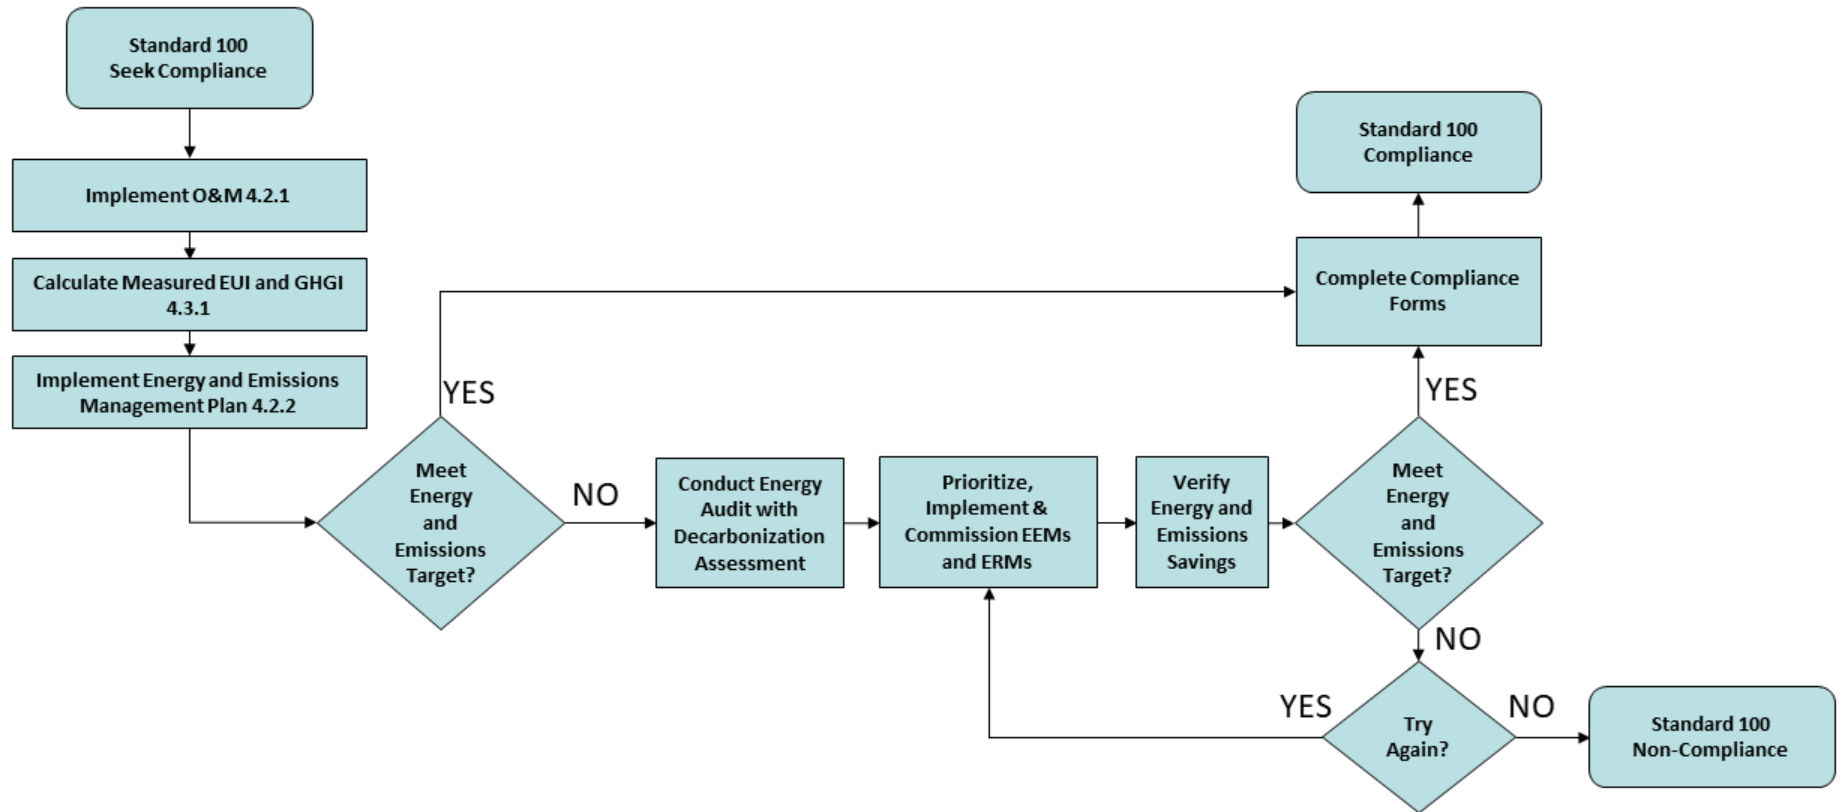 Standard 100
Seek Compliance
Implement O&M 4.2.1
Calculate Measured EUI and GHGI
4.3.1
Implement Energy and Emissions
Management Plan 4.2.2
Meet
Energy
and
Emissions
Target?
YES
NO
Conduct Energy
Audit with
Decarbonization
Assessment
Prioritize,
Implement &
Commission EEMs
and ERMs
Verify
Energy and
Emissions
Savings
Meet
Energy
and
Emissions
Target?
YES
Complete Compliance
Forms
Standard 100
Compliance
NO
Try
Again?
YES
NO
Standard 100
Non-Compliance